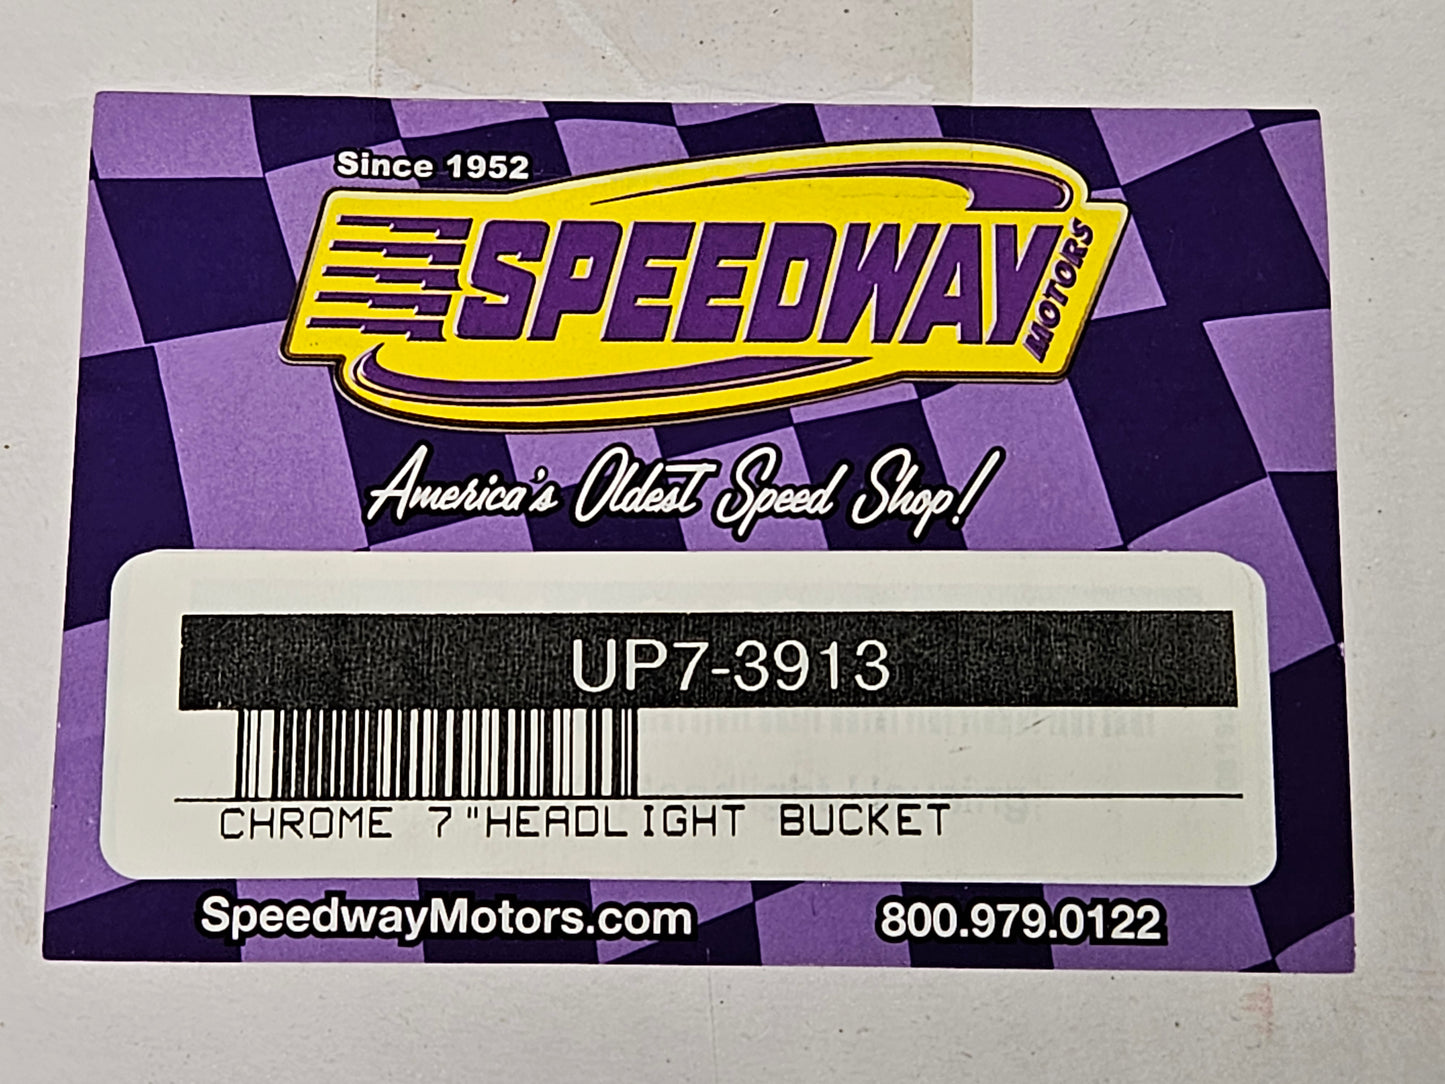 Since 1952
SPEEDWAY
MOTORS
America's Oldest Speed Shop!
UP7-3913
CHROME 7"HEADLIGHT BUCKET
SpeedwayMotors.com
800.979.0122